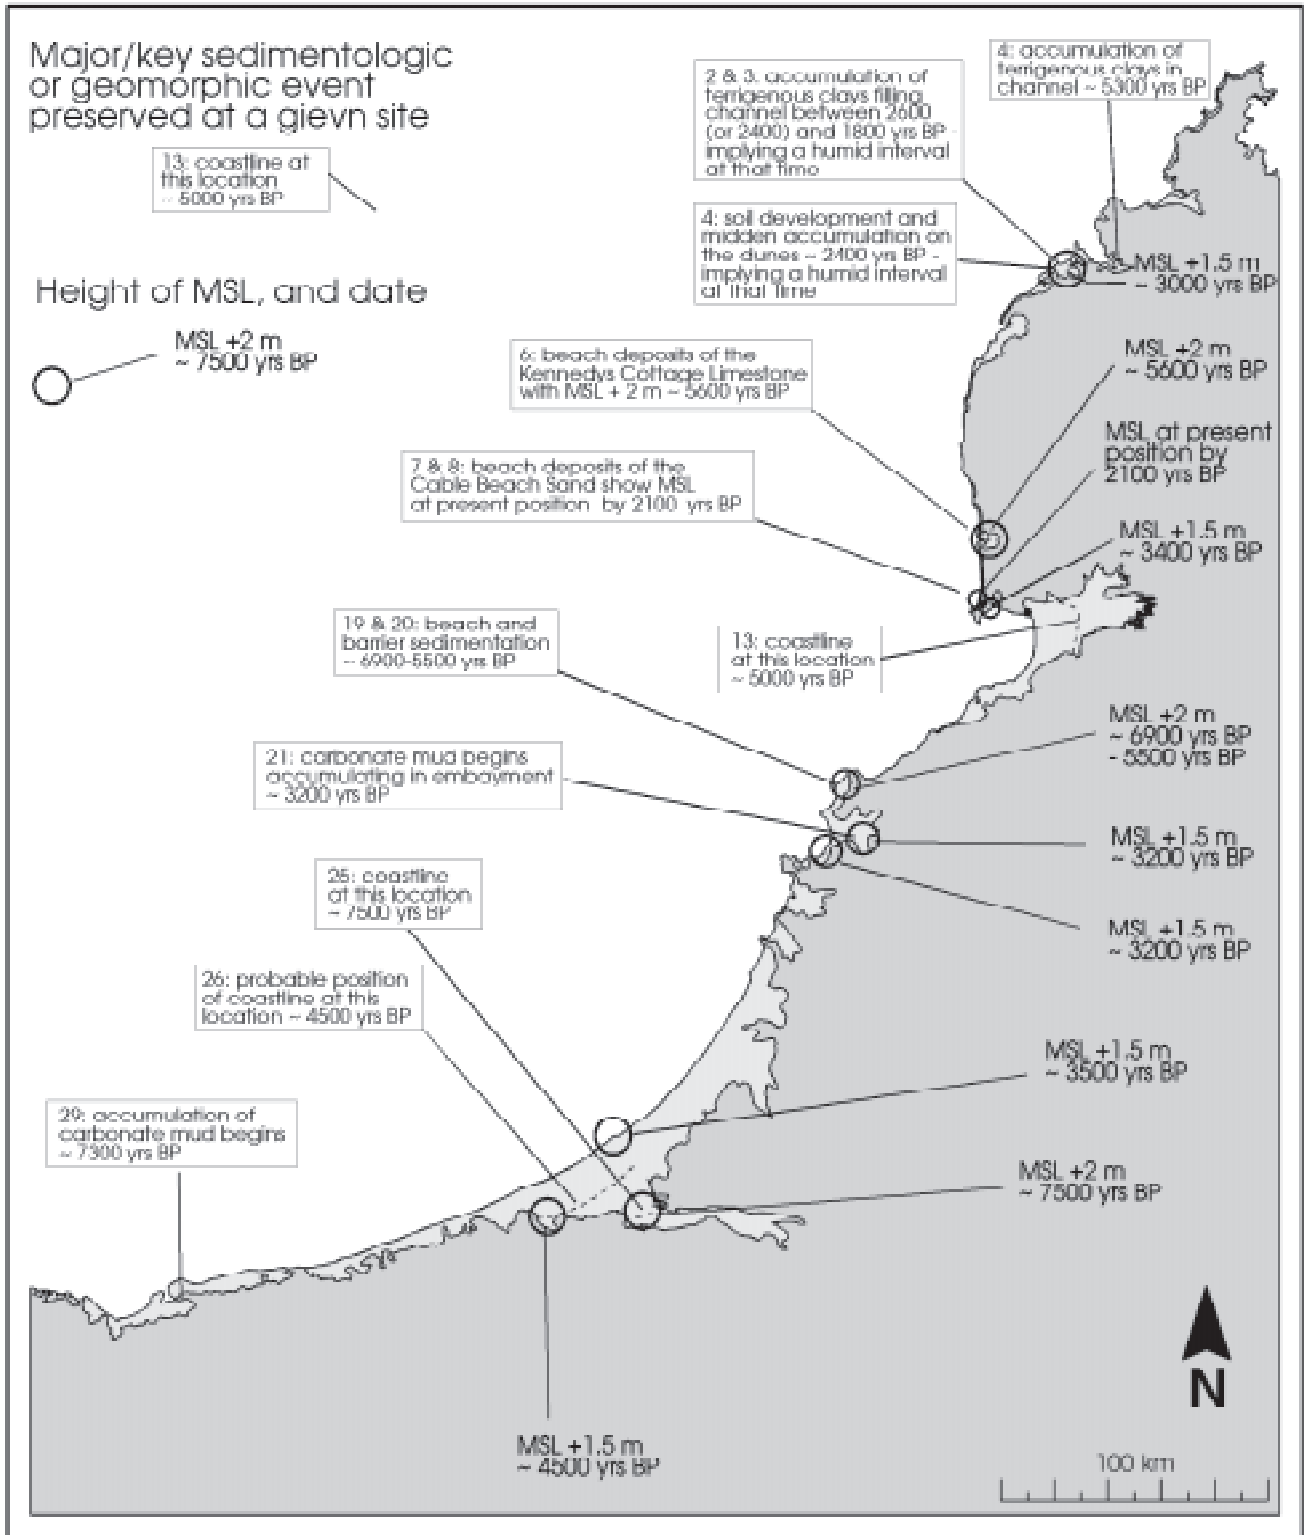 Major/key sedimentologic
or geomorphic event
preserved at a gievn site
13: coastline at
this location
~ 5000 yrs BP
Height of MSL, and date
MSL +2 m
~ 7500 yrs BP
4: accumulation of
terrigenous clays in
channel ~ 5300 yrs BP
2 & 3: accumulation of
terrigenous clays filling
channel between 2600
(or 2400) and 1800 yrs BP -
implying a humid interval
at that time
4: soil development and
midden accumulation on
the dunes ~ 2400 yrs BP -
implying a humid interval
at that time
MSL +1.5 m
~ 3000 yrs BP
6: beach deposits of the
Kennedys Cottage Limestone
with MSL + 2 m ~ 5600 yrs BP
MSL +2 m
~ 5600 yrs BP
7 & 8: beach deposits of the
Cable Beach Sand show MSL
at present position by 2100 yrs BP
MSL at present
position by
2100 yrs BP
MSL +1.5 m
~ 3400 yrs BP
19 & 20: beach and
barrier sedimentation
~ 6900-5500 yrs BP
13: coastline
at this location
~ 5000 yrs BP
MSL +2 m
~ 6900 yrs BP
- 5500 yrs BP
21: carbonate mud begins
accumulating in embayment
~ 3200 yrs BP
MSL +1.5 m
~ 3200 yrs BP
25: coastline
at this location
~ 7500 yrs BP
MSL +1.5 m
~ 3200 yrs BP
26: probable position
of coastline at this
location ~ 4500 yrs BP
MSL +1.5 m
~ 3500 yrs BP
29: accumulation of
carbonate mud begins
~ 7300 yrs BP
MSL +2 m
~ 7500 yrs BP
N
MSL +1.5 m
~ 4500 yrs BP
100 km